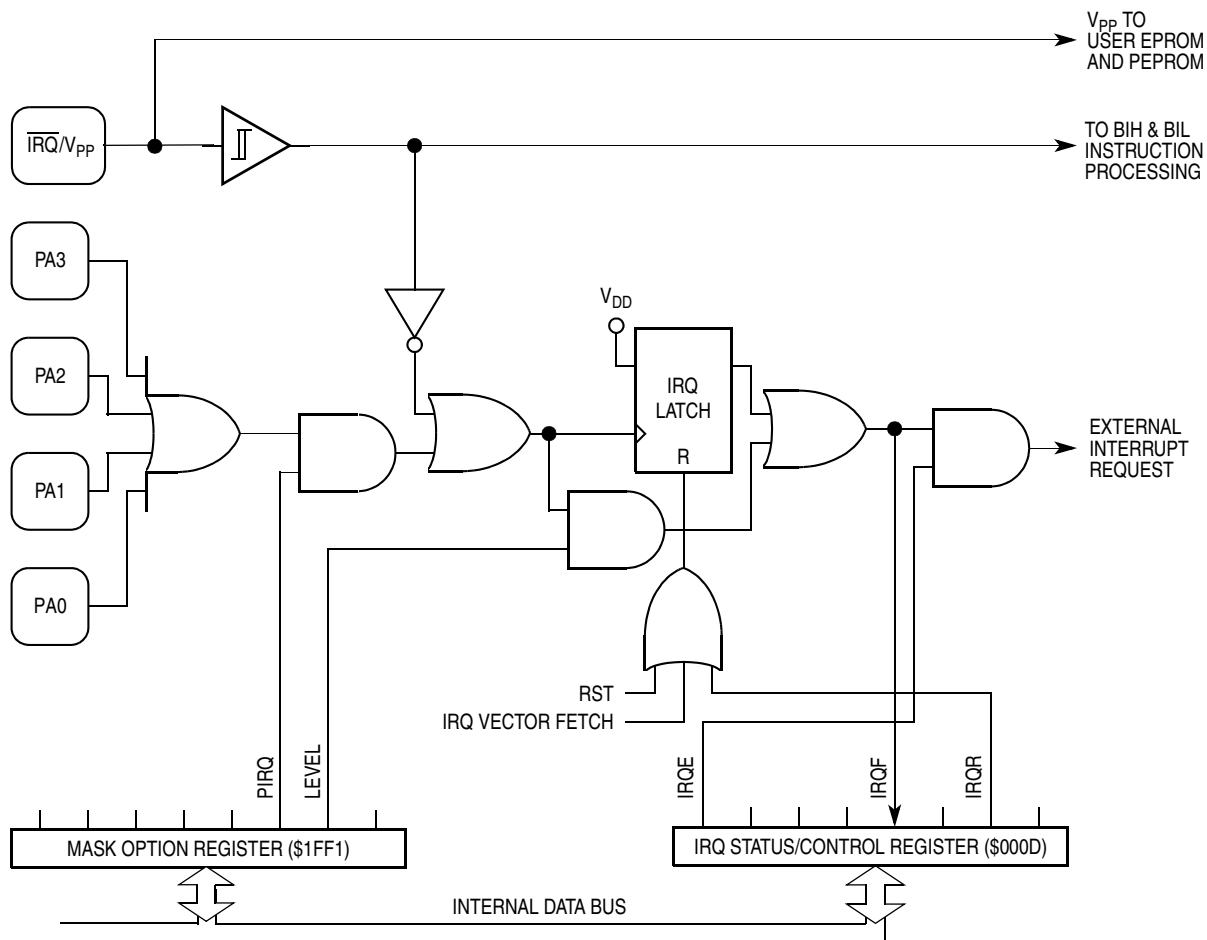 V_PP TO
USER EPROM
AND PEPROM
IRQ/V_PP
TO BIH & BIL
INSTRUCTION
PROCESSING
PA3
V_DD
PA2
IRQ
LATCH
R
EXTERNAL
INTERRUPT
REQUEST
PA1
PA0
RST
IRQ VECTOR FETCH
PIRQ
LEVEL
IRQE
IRQF
IRQR
MASK OPTION REGISTER ($1FF1)
IRQ STATUS/CONTROL REGISTER ($000D)
INTERNAL DATA BUS